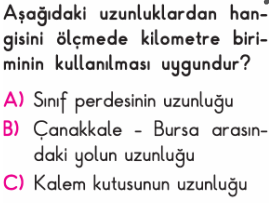 Aşağıdaki uzunluklardan han-
gisini ölçmede kilometre biri-
minin kullanılması uygundur?
A) Sınıf perdesinin uzunluğu
B) Çanakkale - Bursa arasın-
daki yolun uzunluğu
C) Kalem kutusunun uzunluğu